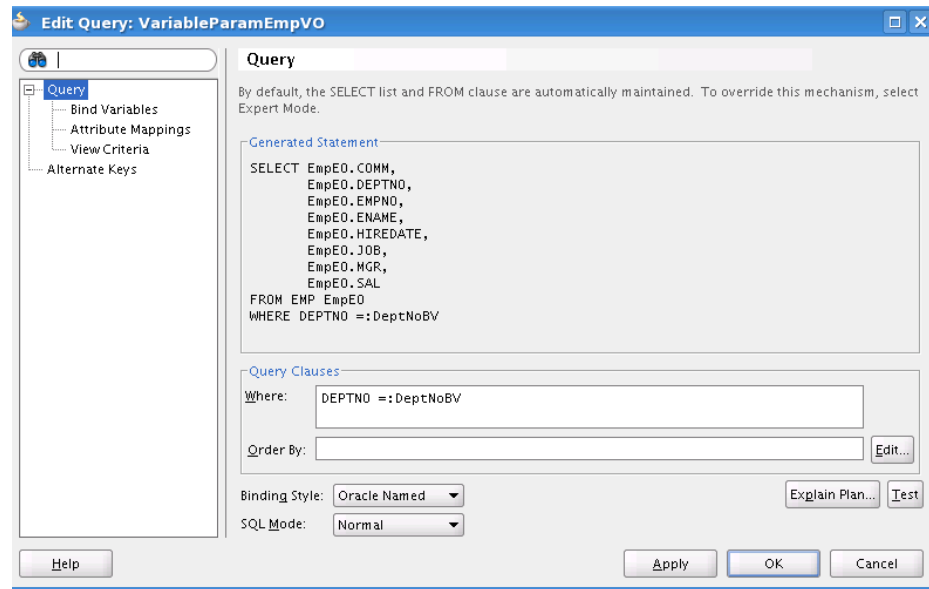 Edit Query: VariableParamEmpVO
Query
Bind Variables
Attribute Mappings
View Criteria
Alternate Keys
Query
By default, the SELECT list and FROM clause are automatically maintained. To override this mechanism, select
Expert Mode.
Generated Statement
SELECT EmpEO.COMM,
EmpEO.DEPTNO,
EmpEO.EMPNO,
EmpEO.ENAME,
EmpEO.HIREDATE,
EmpEO.JOB,
EmpEO.MGR,
EmpEO.SAL
FROM EMP EmpEO
WHERE DEPTNO =:DeptNoBV
Query Clauses
Where: DEPTNO =:DeptNoBV
Order By: Edit...
Binding Style: Oracle Named Explain Plan... Test
SQL Mode: Normal
Help Apply OK Cancel